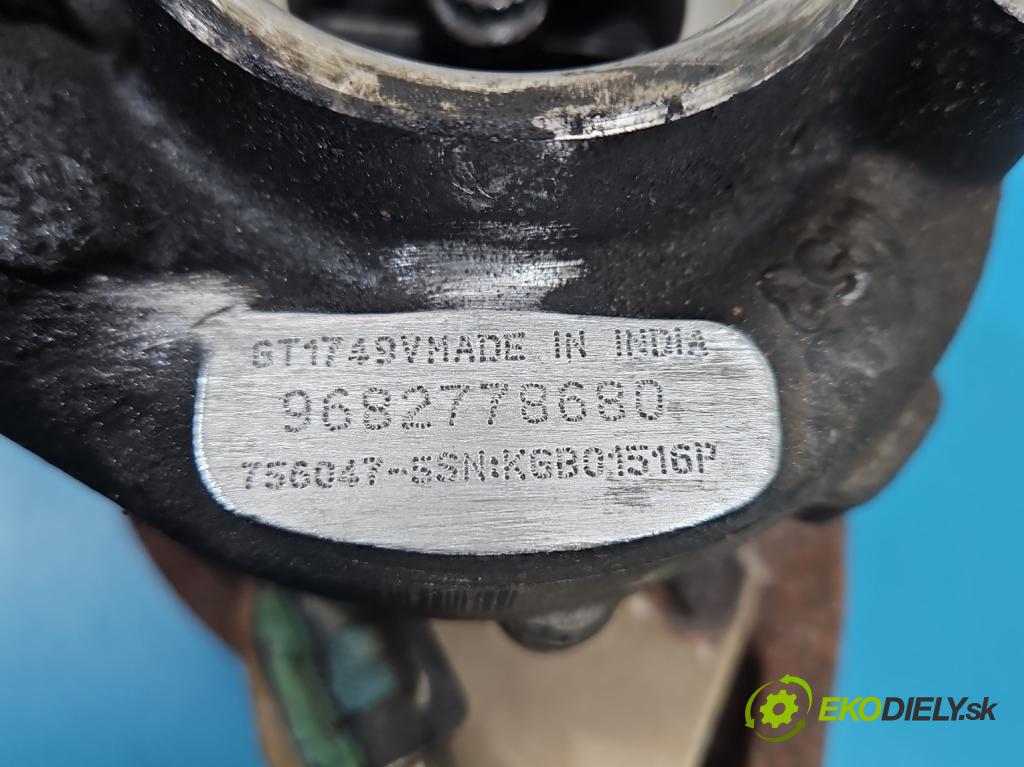 GT1749VMADE IN INDIA
9682778680
756047-5SN:KGB01516P
EKODIELY.sk